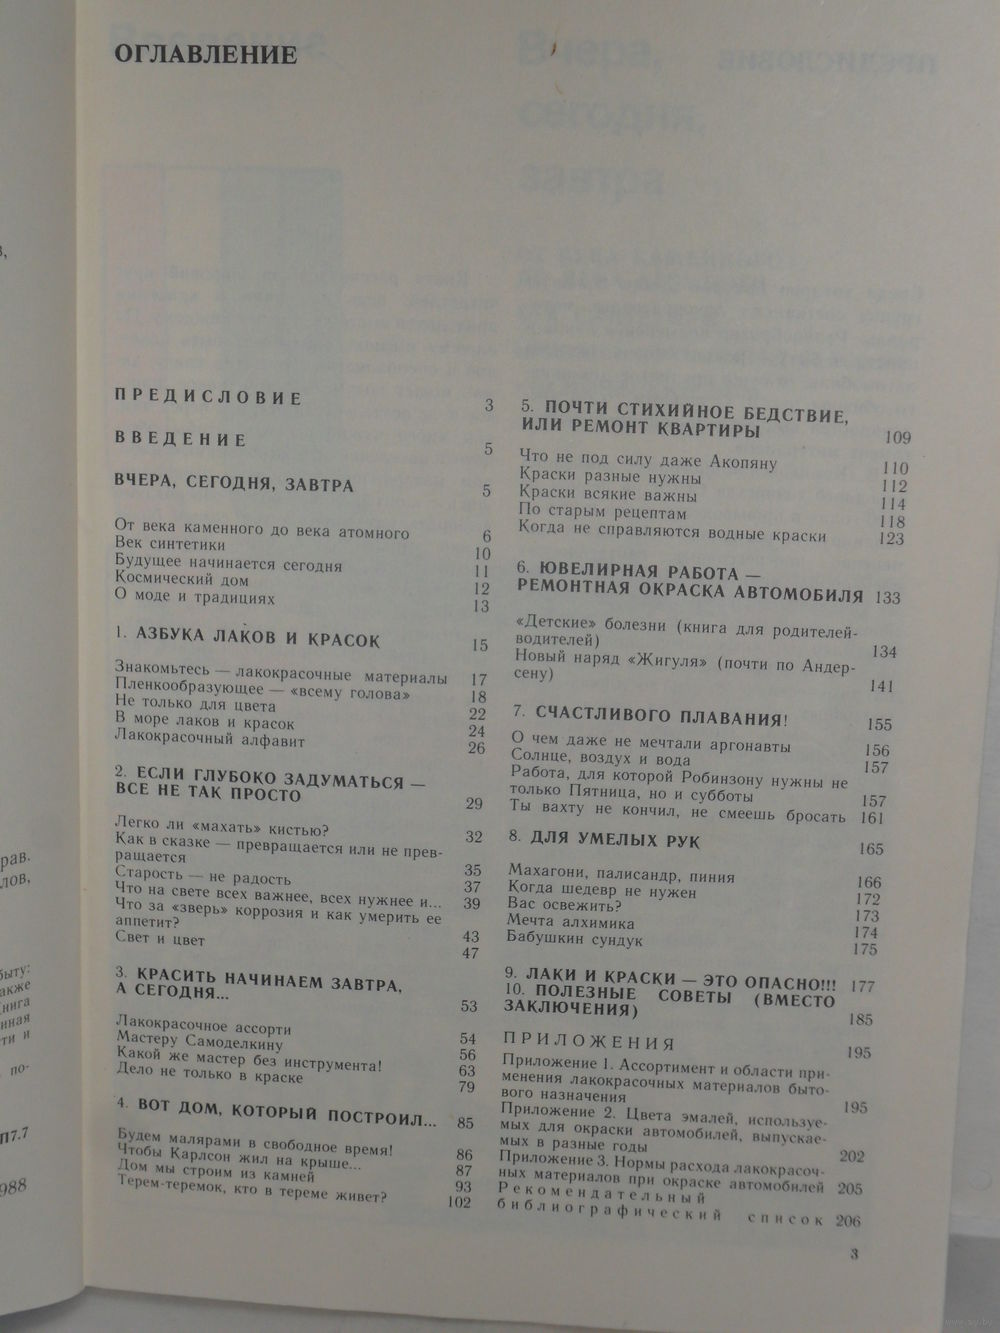 ОГЛАВЛЕНИЕ
ПРЕДИСЛОВИЕ 3
ВВЕДЕНИЕ 5
ВЧЕРА, СЕГОДНЯ, ЗАВТРА 5
От века каменного до века атомного 6
Век синтетики 10
Будущее начинается сегодня 11
Космический дом 12
О моде и традициях 13
1. АЗБУКА ЛАКОВ И КРАСОК 15
Знакомьтесь — лакокрасочные материалы 17
Пленкообразующее — «всему голова» 18
Не только для цвета 22
В море лаков и красок 24
Лакокрасочный алфавит 26
2. ЕСЛИ ГЛУБОКО ЗАДУМАТЬСЯ —
ВСЕ НЕ ТАК ПРОСТО 29
Легко ли «махать» кистью? 32
Как в сказке — превращается или не прев-
ращается 35
Старость — не радость 37
Что на свете всех важнее, всех нужнее и... 39
Что за «зверь» коррозия и как умерить ее
аппетит? 43
Свет и цвет 47
3. КРАСИТЬ НАЧИНАЕМ ЗАВТРА,
А СЕГОДНЯ... 53
Лакокрасочное ассорти 54
Мастеру Самоделкину 56
Какой же мастер без инструмента! 63
Дело не только в краске 79
4. ВОТ ДОМ, КОТОРЫЙ ПОСТРОИЛ... 85
Будем малярами в свободное время! 86
Чтобы Карлсон жил на крыше... 87
Дом мы строим из камней 93
Терем-теремок, кто в тереме живет? 102
5. ПОЧТИ СТИХИЙНОЕ БЕДСТВИЕ,
ИЛИ РЕМОНТ КВАРТИРЫ 109
Что не под силу даже Акопяну 110
Краски разные нужны 112
Краски всякие важны 114
По старым рецептам 118
Когда не справляются водные краски 123
6. ЮВЕЛИРНАЯ РАБОТА —
РЕМОНТНАЯ ОКРАСКА АВТОМОБИЛЯ 133
«Детские» болезни (книга для родителей-
водителей) 134
Новый наряд «Жигуля» (почти по Андер-
сену) 141
7. СЧАСТЛИВОГО ПЛАВАНИЯ! 155
О чем даже не мечтали аргонавты 156
Солнце, воздух и вода 157
Работа, для которой Робинзону нужны не
только Пятница, но и субботы 157
Ты вахту не кончил, не смеешь бросать 161
8. ДЛЯ УМЕЛЫХ РУК 165
Махагони, палисандр, пиния 166
Когда шедевр не нужен 172
Вас освежить? 173
Мечта алхимика 174
Бабушкин сундук 175
9. ЛАКИ И КРАСКИ — ЭТО ОПАСНО!!! 177
10. ПОЛЕЗНЫЕ СОВЕТЫ (ВМЕСТО
ЗАКЛЮЧЕНИЯ) 185
ПРИЛОЖЕНИЯ 195
Приложение 1. Ассортимент и области при-
менения лакокрасочных материалов быто-
вого назначения 195
Приложение 2. Цвета эмалей, используе-
мых для окраски автомобилей, выпускае-
мых в разные годы 202
Приложение 3. Нормы расхода лакокрасоч-
ных материалов при окраске автомобилей 205
Рекомендательный
библиографический список 206
3